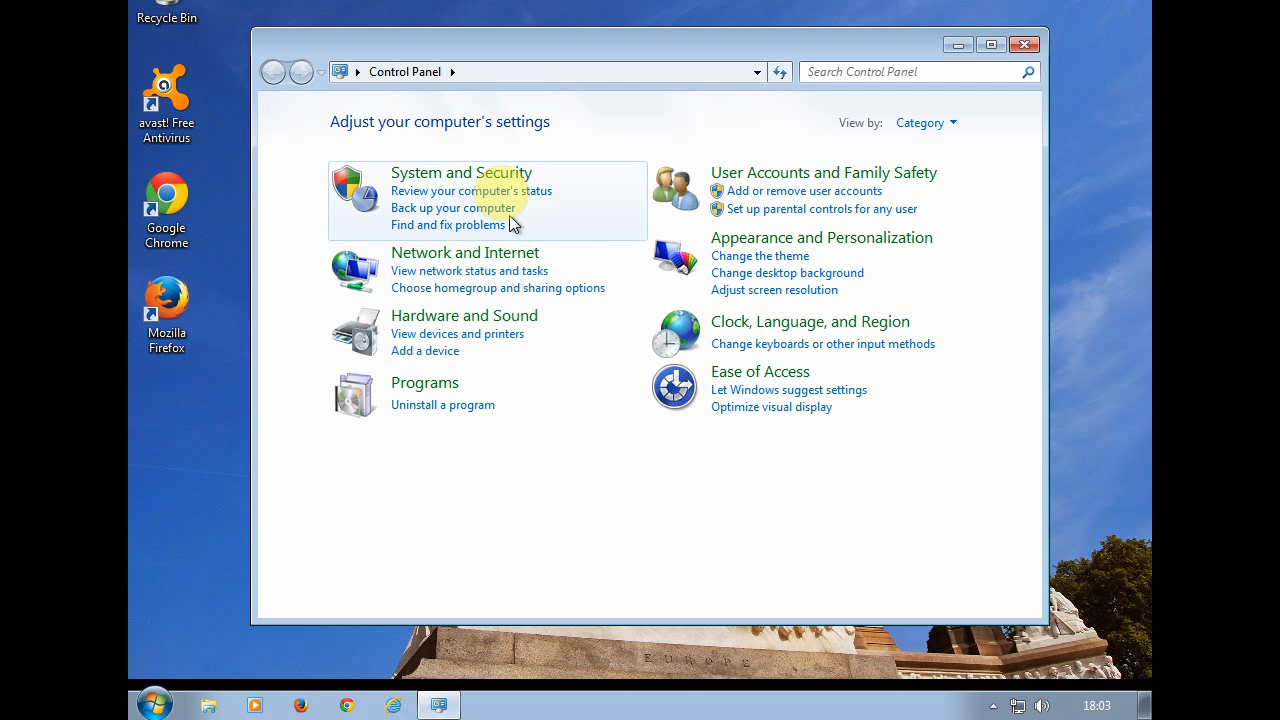 Recycle Bin
avast! Free
Antivirus
Google
Chrome
Mozilla
Firefox
Control Panel
Search Control Panel
Adjust your computer's settings
View by:
Category
System and Security
Review your computer's status
Back up your computer
Find and fix problems
Network and Internet
View network status and tasks
Choose homegroup and sharing options
Hardware and Sound
View devices and printers
Add a device
Programs
Uninstall a program
User Accounts and Family Safety
Add or remove user accounts
Set up parental controls for any user
Appearance and Personalization
Change the theme
Change desktop background
Adjust screen resolution
Clock, Language, and Region
Change keyboards or other input methods
Ease of Access
Let Windows suggest settings
Optimize visual display
EUROPE
18:03